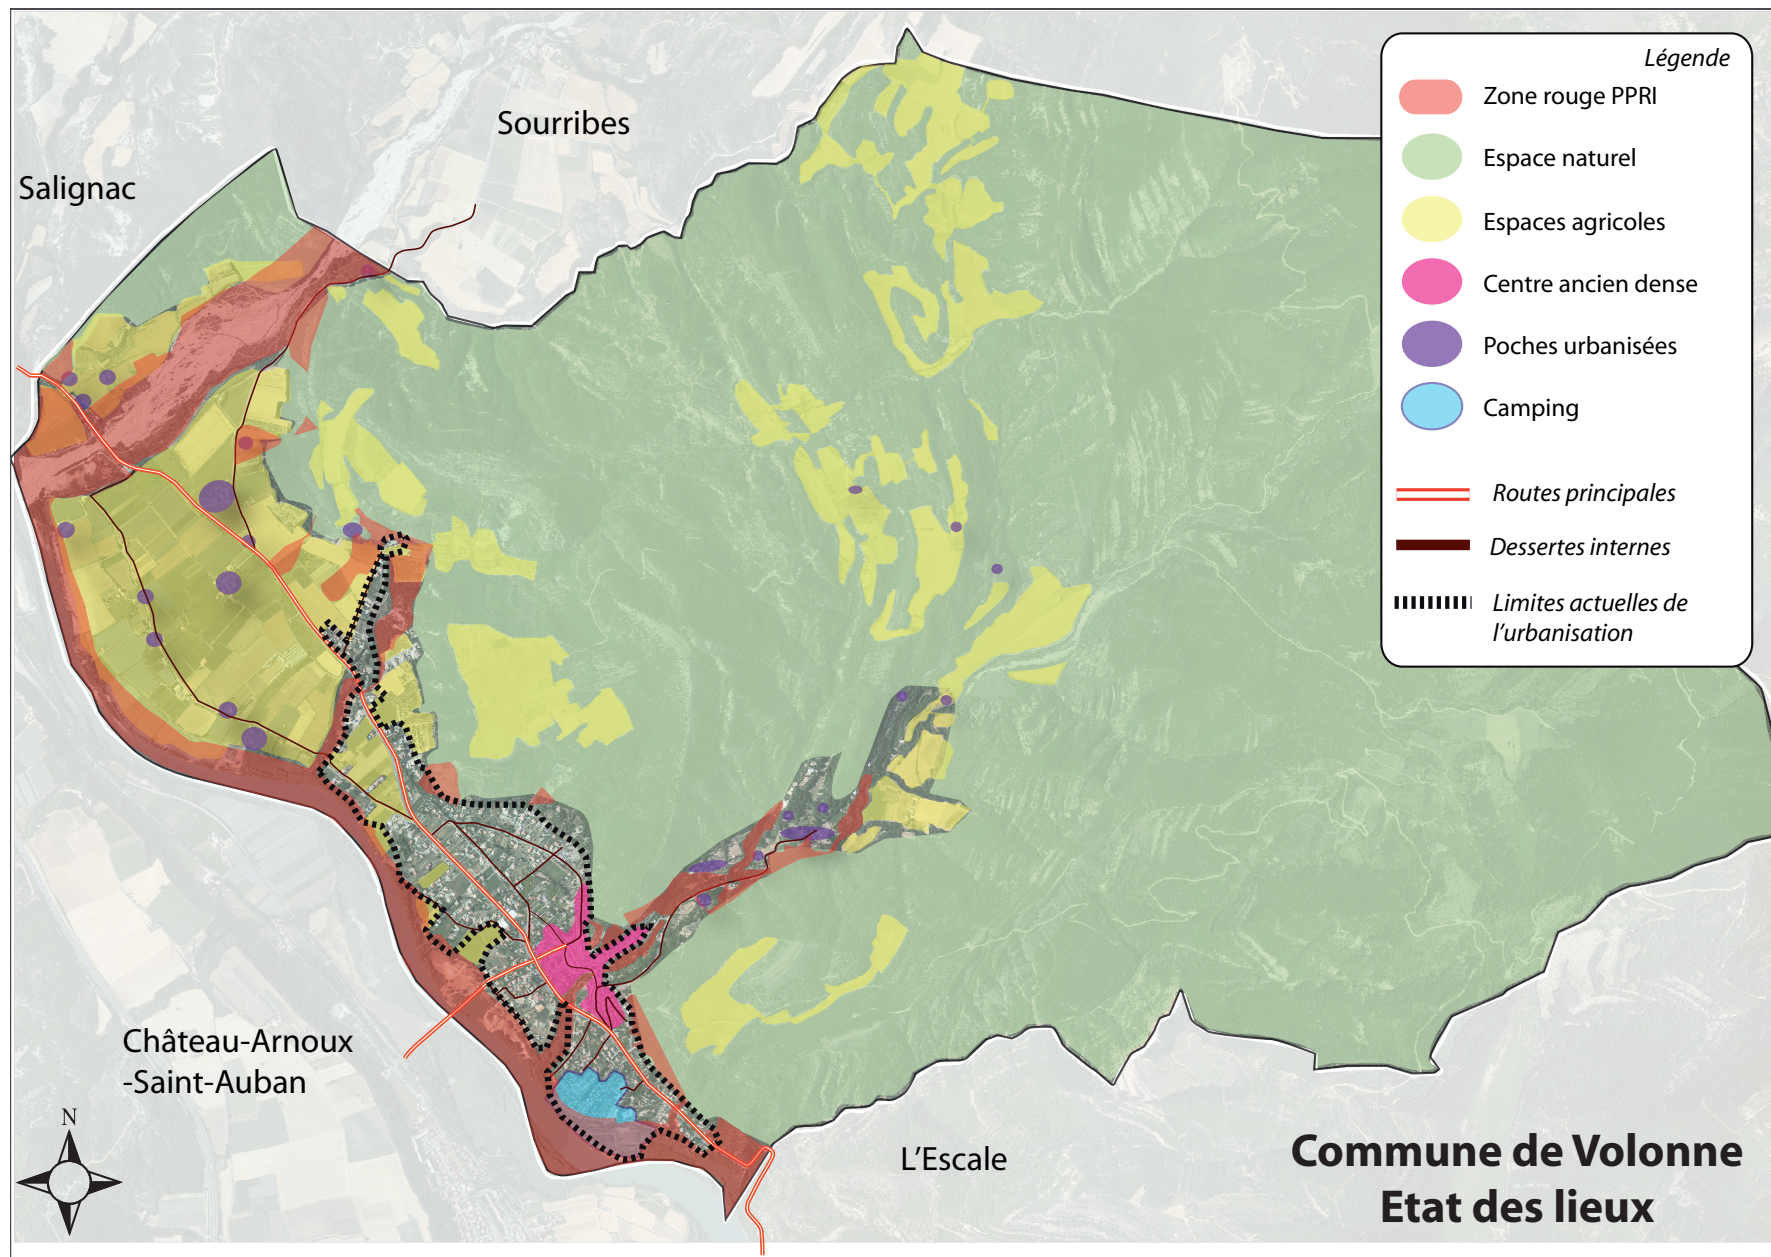 Légende
Zone rouge PPRI
Espace naturel
Espaces agricoles
Centre ancien dense
Poches urbanisées
Camping
Routes principales
Dessertes internes
Limites actuelles de
l'urbanisation
Sourribes
Salignac
Château-Arnoux
-Saint-Auban
N
L'Escale
Commune de Volonne
Etat des lieux